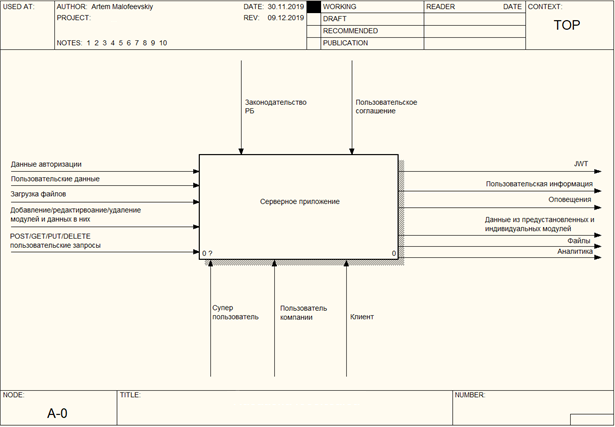 USED AT:
AUTHOR: Artem Malofeevskiy
DATE: 30.11.2019
WORKING
READER
DATE
CONTEXT:
PROJECT:
REV: 09.12.2019
DRAFT
TOP
RECOMMENDED
NOTES: 1 2 3 4 5 6 7 8 9 10
PUBLICATION
Законодательство
РБ
Пользовательское
соглашение
Данные авторизации
Пользовательские данные
Загрузка файлов
Добавление/редактирвоание/удаление
модулей и данных в них
POST/GET/PUT/DELETE
пользовательские запросы
Серверное приложение
0 ?
0
JWT
Пользовательская информация
Оповещения
Данные из предустановленных и
индивидуальных модулей
Файлы
Аналитика
Супер
пользователь
Пользователь
компании
Клиент
NODE:
TITLE:
NUMBER:
A-0